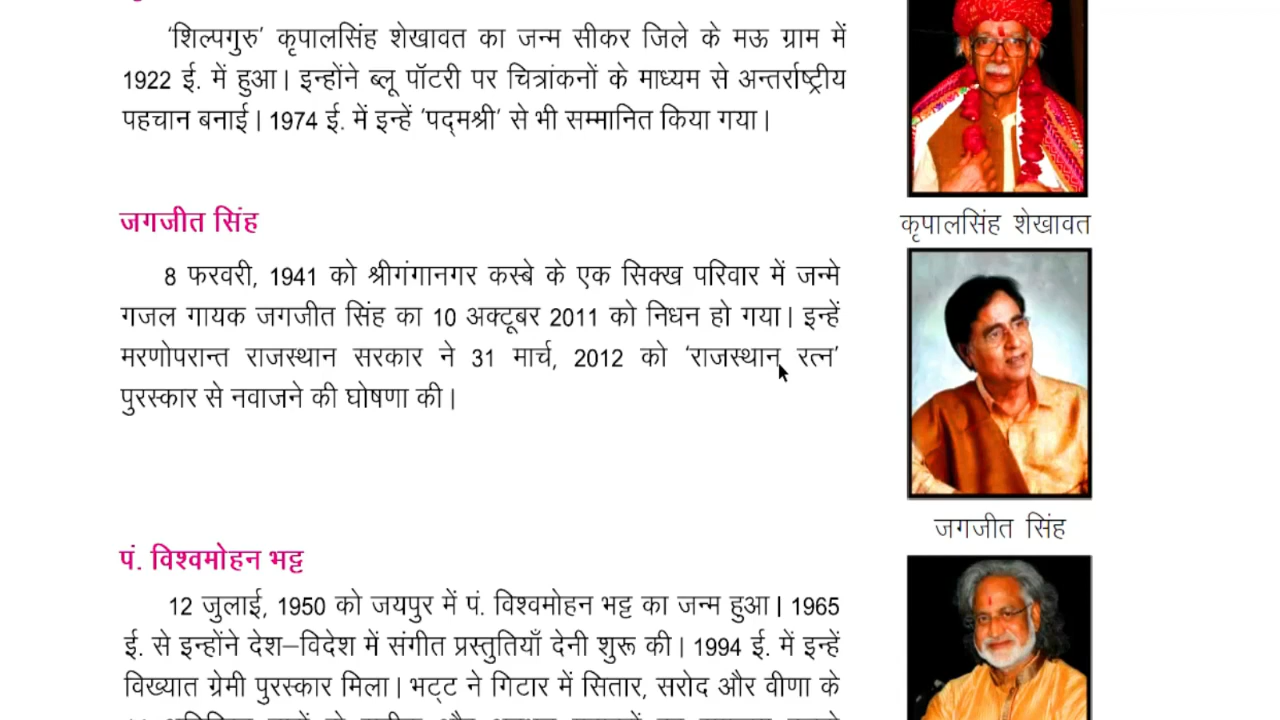 'शिल्पगुरु' कृपालसिंह शेखावत का जन्म सीकर जिले के मऊ ग्राम में
1922 ई. में हुआ। इन्होंने ब्लू पॉटरी पर चित्रांकनों के माध्यम से अन्तर्राष्ट्रीय
पहचान बनाई। 1974 ई. में इन्हें 'पद्मश्री' से भी सम्मानित किया गया।
कृपालसिंह शेखावत
जगजीत सिंह
8 फरवरी, 1941 को श्रीगंगानगर कस्बे के एक सिक्ख परिवार में जन्मे
गजल गायक जगजीत सिंह का 10 अक्टूबर 2011 को निधन हो गया। इन्हें
मरणोपरान्त राजस्थान सरकार ने 31 मार्च, 2012 को 'राजस्थान रत्न'
पुरस्कार से नवाजने की घोषणा की।
जगजीत सिंह
पं. विश्वमोहन भट्ट
12 जुलाई, 1950 को जयपुर में पं. विश्वमोहन भट्ट का जन्म हुआ। 1965
ई. से इन्होंने देश–विदेश में संगीत प्रस्तुतियाँ देनी शुरू की। 1994 ई. में इन्हें
विख्यात ग्रेमी पुरस्कार मिला। भट्ट ने गिटार में सितार, सरोद और वीणा के